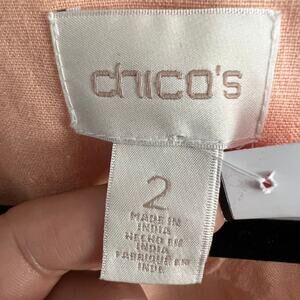 chico's
2
MADE IN
INDIA
HECHO EN
INDIA
FABRIQUÉ EN
INDE